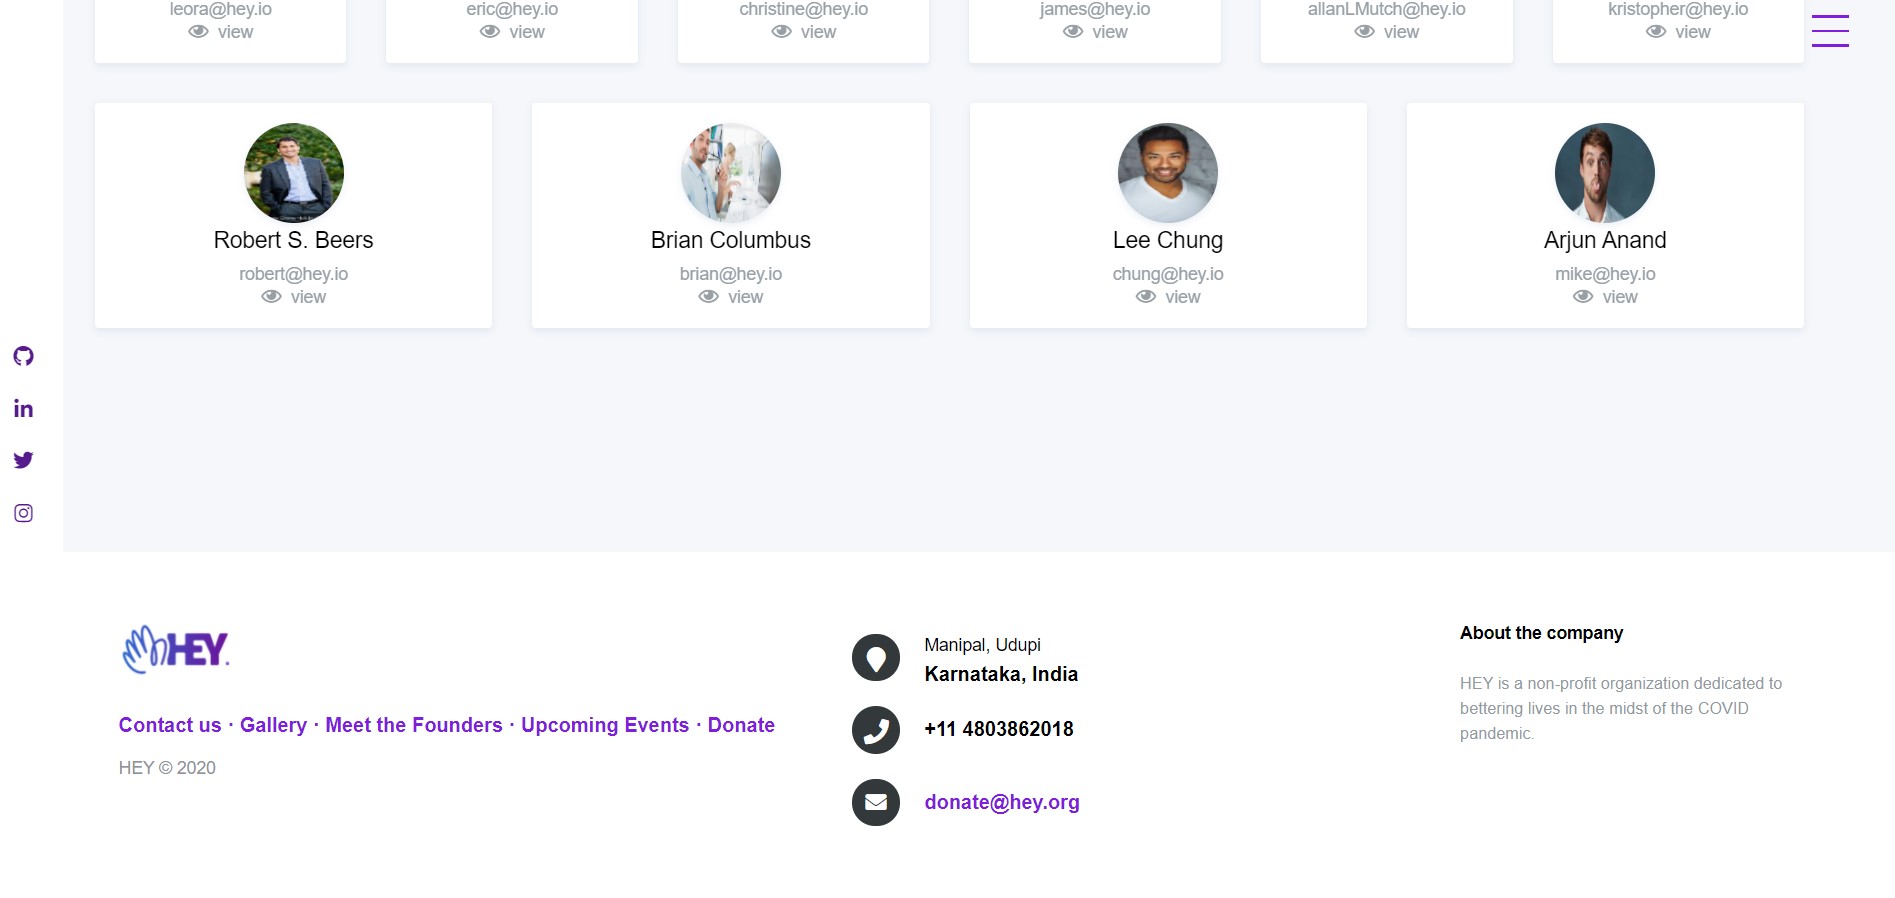 leora@hey.io
view
eric@hey.io
view
christine@hey.io
view
james@hey.io
view
allanLMutch@hey.io
view
kristopher@hey.io
view
Robert S. Beers
robert@hey.io
view
Brian Columbus
brian@hey.io
view
Lee Chung
chung@hey.io
view
Arjun Anand
mike@hey.io
view
HEY.
Contact us · Gallery · Meet the Founders · Upcoming Events · Donate
HEY © 2020
Manipal, Udupi
Karnataka, India
+11 4803862018
donate@hey.org
About the company
HEY is a non-profit organization dedicated to
bettering lives in the midst of the COVID
pandemic.